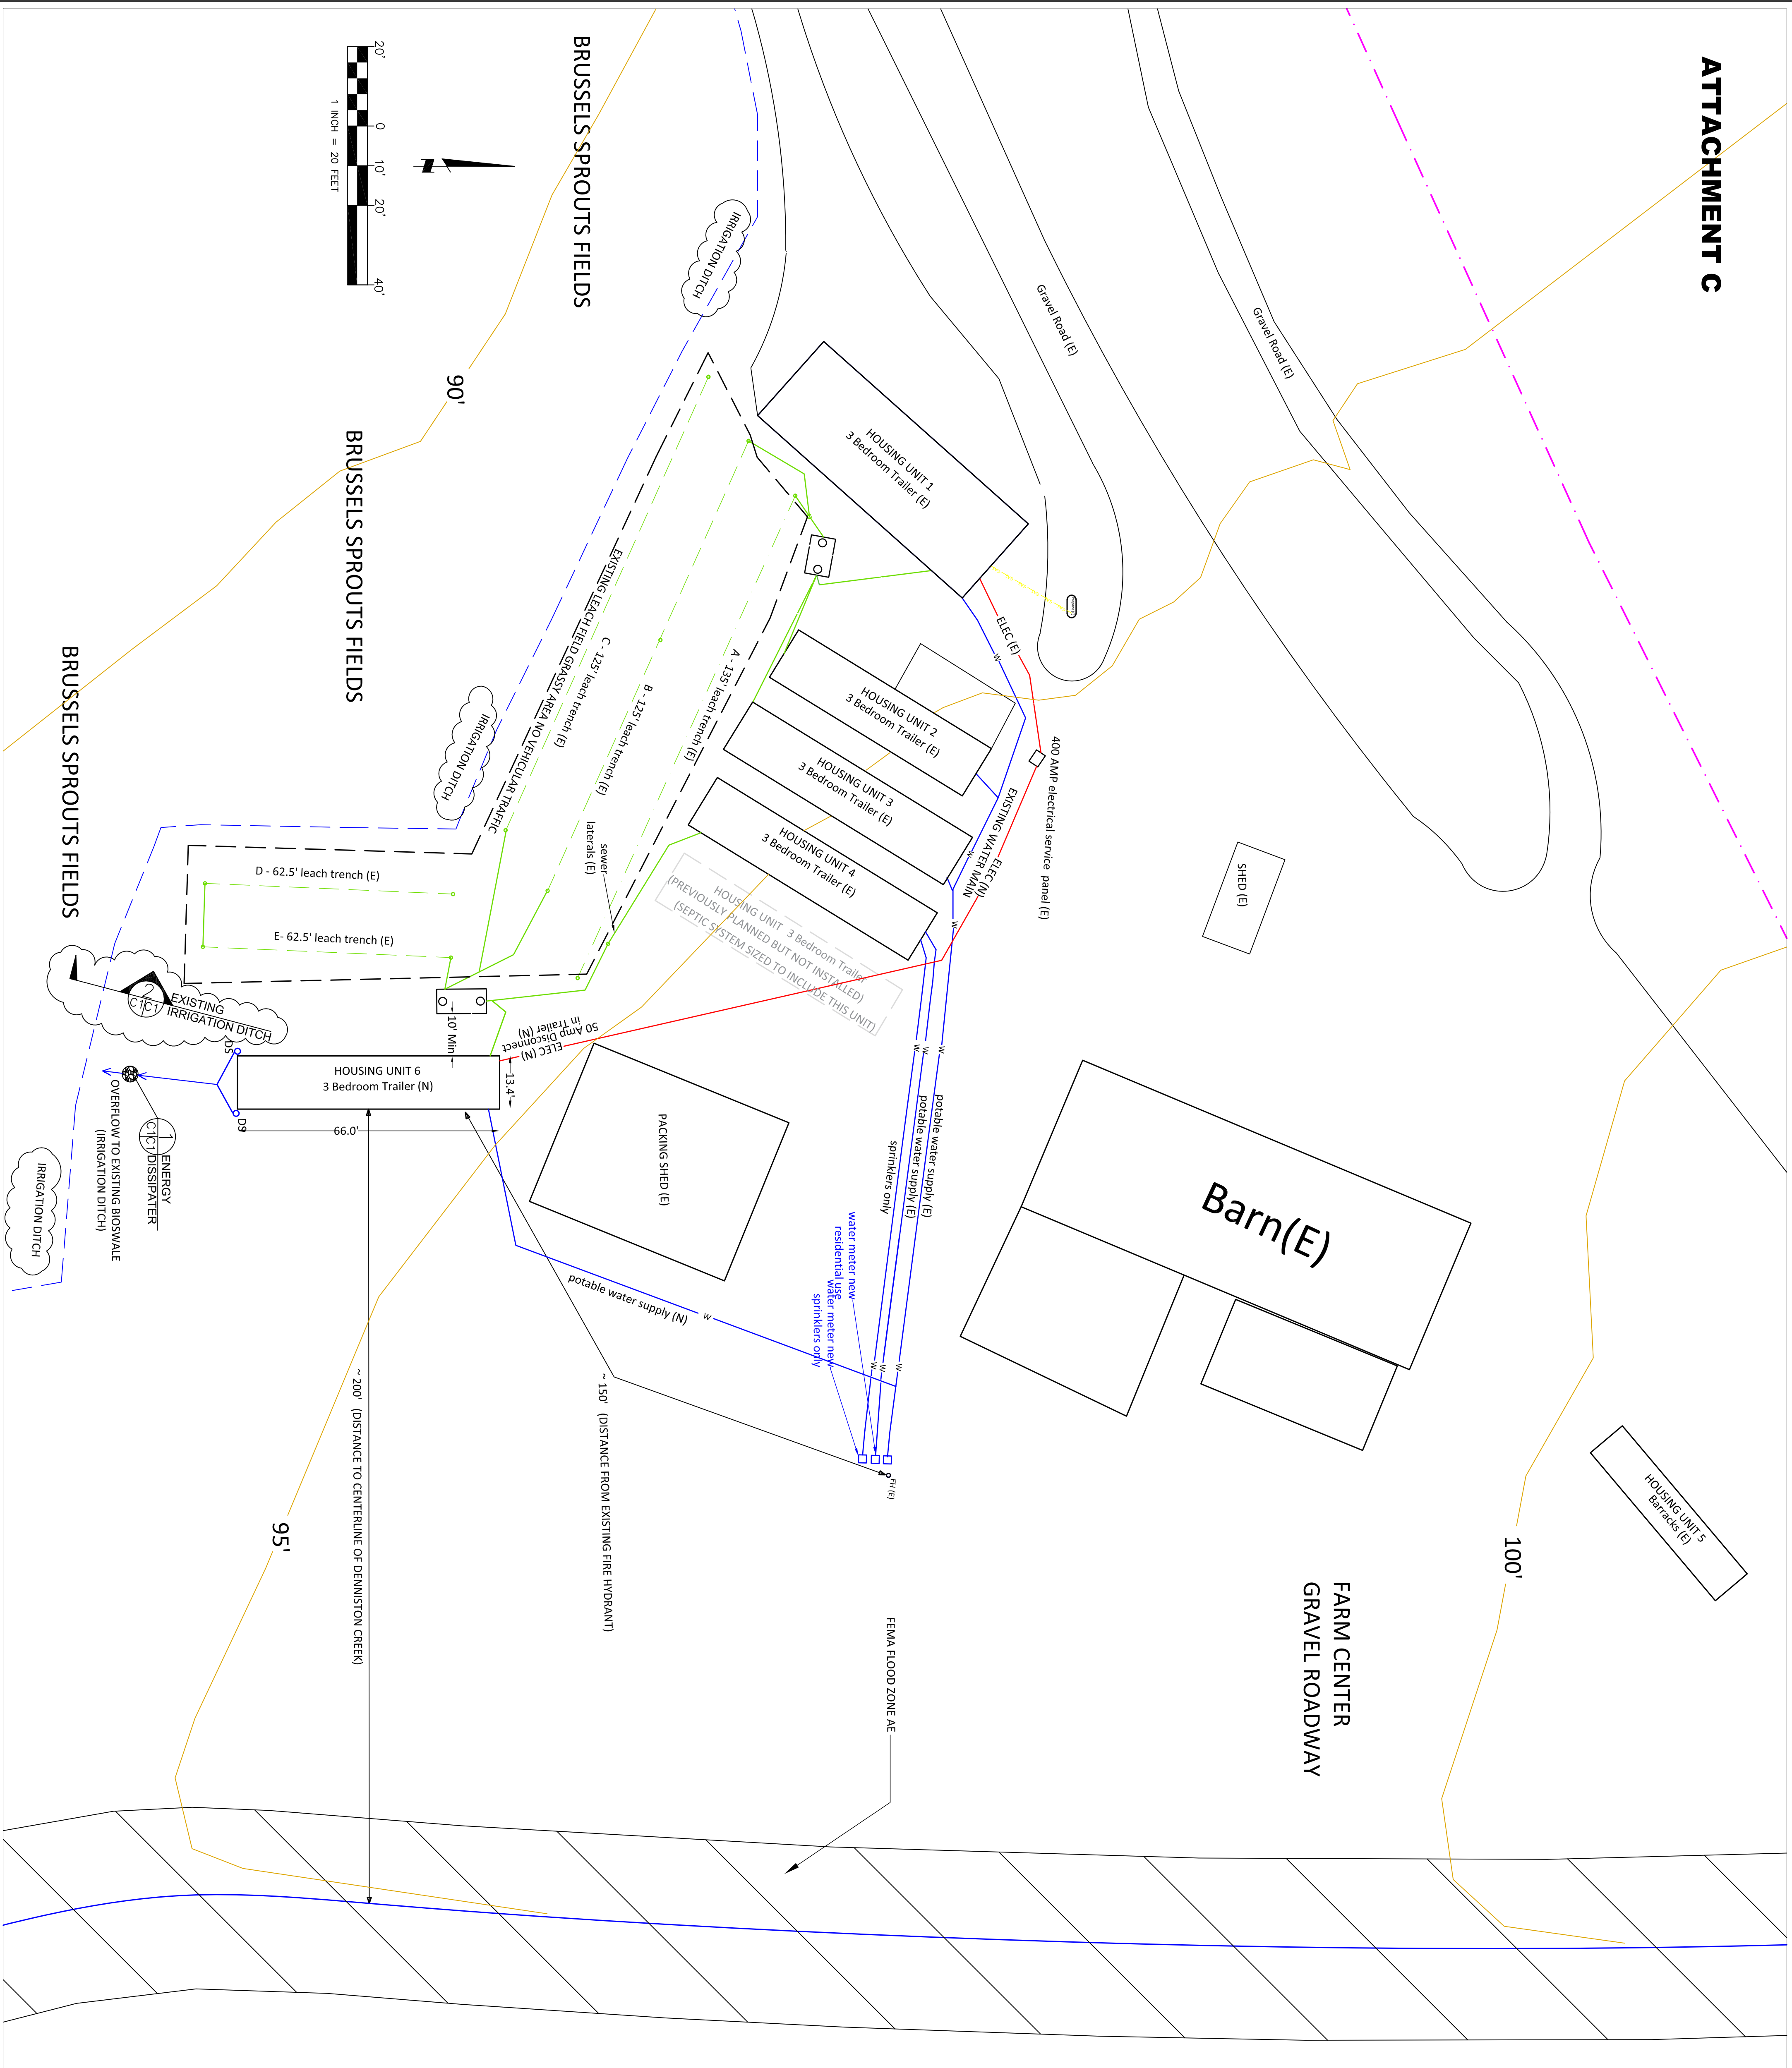 ATTACHMENT C
20'
0
10'
20'
40'
1 INCH = 20 FEET
BRUSSELS SPROUTS FIELDS
90'
BRUSSELS SPROUTS FIELDS
BRUSSELS SPROUTS FIELDS
IRRIGATION DITCH
Gravel Road (E)
Gravel Road (E)
HOUSING UNIT 1
3 Bedroom Trailer (E)
ELEC (E)
W
HOUSING UNIT 2
3 Bedroom Trailer (E)
HOUSING UNIT 3
3 Bedroom Trailer (E)
HOUSING UNIT 4
3 Bedroom Trailer (E)
HOUSING UNIT 3 Bedroom Trailer
(PREVIOUSLY PLANNED BUT NOT INSTALLED)
(SEPTIC SYSTEM SIZED TO INCLUDE THIS UNIT)
400 AMP electrical service panel (E)
EXISTING WATER MAIN
ELEC(N)
W
W
SHED (E)
EXISTING LEACH FIELD GRASSY AREA NO VEHICULAR TRAFFIC
C - 125' leach trench (E)
B - 125' leach trench (E)
A - 135' leach trench (E)
sewer
laterals (E)
IRRIGATION DITCH
D - 62.5' leach trench (E)
E- 62.5' leach trench (E)
2
C1
C1
EXISTING
IRRIGATION DITCH
10' Min
ELEC (N)
50 Amp Disconnect
in Trailer (N)
13.4'
HOUSING UNIT 6
3 Bedroom Trailer (N)
66.0'
DS
DS
1
C1
C1
ENERGY
DISSIPATER
OVERFLOW TO EXISTING BIOSWALE
(IRRIGATION DITCH)
IRRIGATION DITCH
PACKING SHED (E)
W
W
W
potable water supply (E)
potable water supply (E)
sprinklers only
water meter new
residential use
water meter new
sprinklers only
potable water supply (N)
W
W
W
W
FH (E)
Barn(E)
HOUSING UNIT 5
Barracks (E)
~ 150' (DISTANCE FROM EXISTING FIRE HYDRANT)
~ 200' (DISTANCE TO CENTERLINE OF DENNISTON CREEK)
95'
100'
FARM CENTER
GRAVEL ROADWAY
FEMA FLOOD ZONE AE